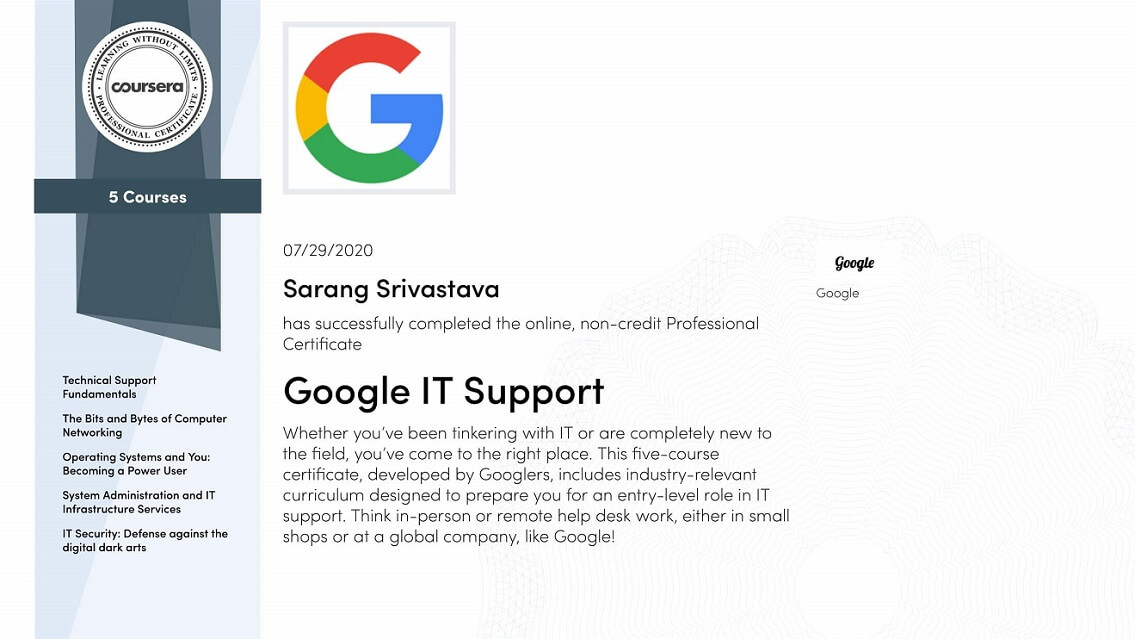 LEARNING WITHOUT LIMITS
coursera
PROFESSIONAL CERTIFICATE
5 Courses
Technical Support
Fundamentals
The Bits and Bytes of Computer
Networking
Operating Systems and You:
Becoming a Power User
System Administration and IT
Infrastructure Services
IT Security: Defense against the
digital dark arts
07/29/2020
Sarang Srivastava
has successfully completed the online, non-credit Professional
Certificate
Google IT Support
Whether you’ve been tinkering with IT or are completely new to
the field, you’ve come to the right place. This five-course
certificate, developed by Googlers, includes industry-relevant
curriculum designed to prepare you for an entry-level role in IT
support. Think in-person or remote help desk work, either in small
shops or at a global company, like Google!
Google
Google